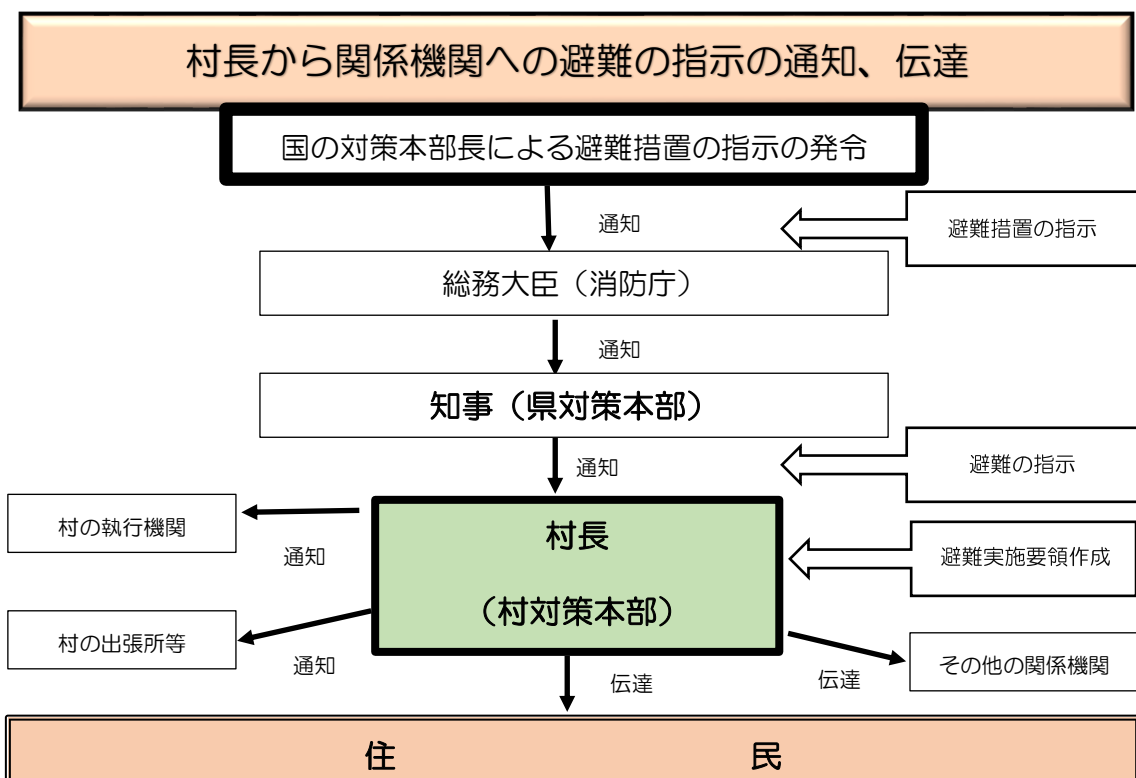 村長から関係機関への避難の指示の通知、伝達
国の対策本部長による避難措置の指示の発令
通知
避難措置の指示
総務大臣（消防庁）
通知
知事（県対策本部）
通知
避難の指示
村の執行機関
通知
村長
（村対策本部）
避難実施要領作成
村の出張所等
通知
伝達
伝達
その他の関係機関
住民